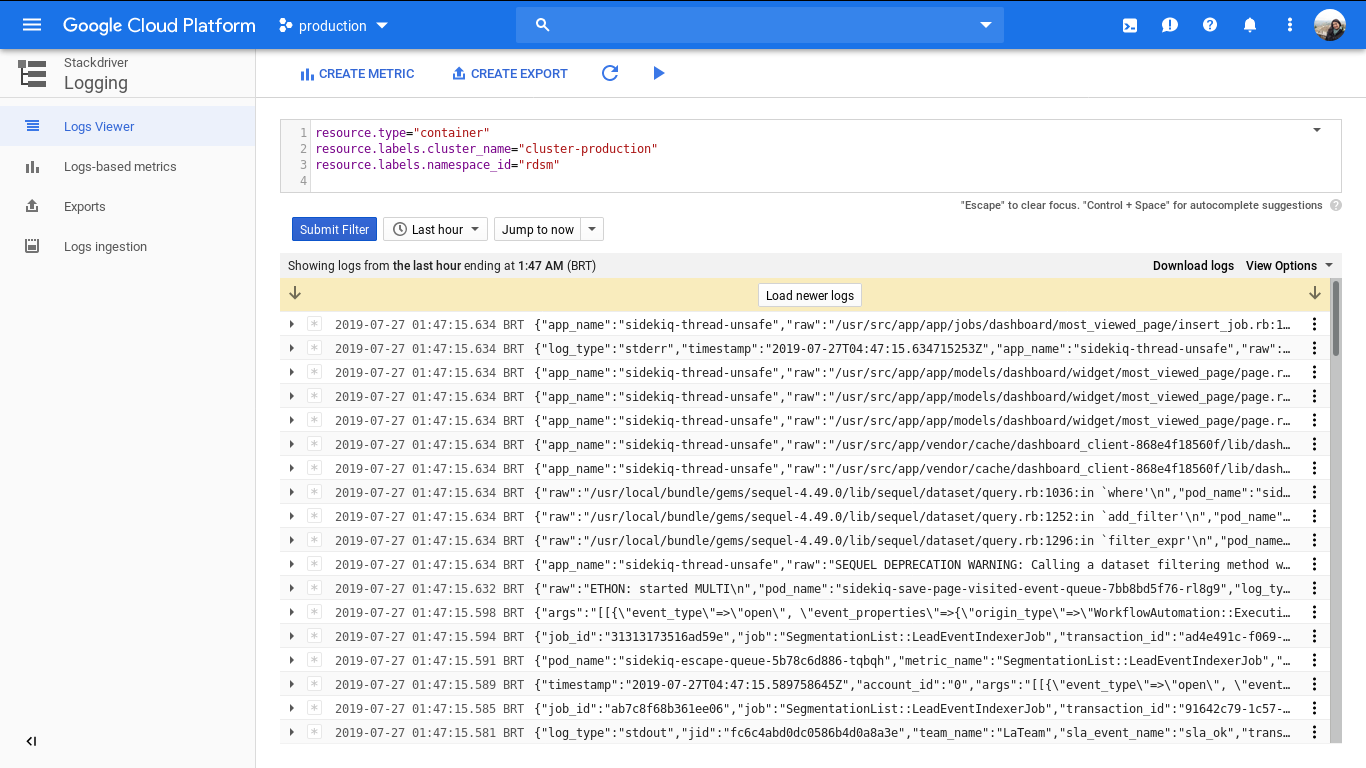 Google Cloud Platform production
Stackdriver
Logging
CREATE METRIC CREATE EXPORT
Logs Viewer
Logs-based metrics
Exports
Logs ingestion
1 resource.type="container"
2 resource.labels.cluster_name="cluster-production"
3 resource.labels.namespace_id="rdsm"
4
"Escape" to clear focus. "Control + Space" for autocomplete suggestions
Submit Filter Last hour Jump to now
Showing logs from the last hour ending at 1:47 AM (BRT) Download logs View Options
Load newer logs
2019-07-27 01:47:15.634 BRT {"app_name":"sidekiq-thread-unsafe","raw":"/usr/src/app/app/jobs/dashboard/most_viewed_page/insert_job.rb:1…
2019-07-27 01:47:15.634 BRT {"log_type":"stderr","timestamp":"2019-07-27T04:47:15.634715253Z","app_name":"sidekiq-thread-unsafe","raw":…
2019-07-27 01:47:15.634 BRT {"app_name":"sidekiq-thread-unsafe","raw":"/usr/src/app/app/models/dashboard/widget/most_viewed_page/page.r…
2019-07-27 01:47:15.634 BRT {"app_name":"sidekiq-thread-unsafe","raw":"/usr/src/app/app/models/dashboard/widget/most_viewed_page/page.r…
2019-07-27 01:47:15.634 BRT {"app_name":"sidekiq-thread-unsafe","raw":"/usr/src/app/app/models/dashboard/widget/most_viewed_page/page.r…
2019-07-27 01:47:15.634 BRT {"app_name":"sidekiq-thread-unsafe","raw":"/usr/src/app/vendor/cache/dashboard_client-868e4f18560f/lib/dash…
2019-07-27 01:47:15.634 BRT {"app_name":"sidekiq-thread-unsafe","raw":"/usr/src/app/vendor/cache/dashboard_client-868e4f18560f/lib/dash…
2019-07-27 01:47:15.634 BRT {"raw":"/usr/local/bundle/gems/sequel-4.49.0/lib/sequel/dataset/query.rb:1036:in `where'\n","pod_name":"sid…
2019-07-27 01:47:15.634 BRT {"raw":"/usr/local/bundle/gems/sequel-4.49.0/lib/sequel/dataset/query.rb:1252:in `add_filter'\n","pod_name"…
2019-07-27 01:47:15.634 BRT {"raw":"/usr/local/bundle/gems/sequel-4.49.0/lib/sequel/dataset/query.rb:1296:in `filter_expr'\n","pod_name…
2019-07-27 01:47:15.634 BRT {"app_name":"sidekiq-thread-unsafe","raw":"SEQUEL DEPRECATION WARNING: Calling a dataset filtering method w…
2019-07-27 01:47:15.632 BRT {"raw":"ETHON: started MULTI\n","pod_name":"sidekiq-save-page-visited-event-queue-7bb8bd5f76-rl8g9","log_ty…
2019-07-27 01:47:15.598 BRT {"args":"[[{\"event_type\"=>\"open\", \"event_properties\"=>{\"origin_type\"=>\"WorkflowAutomation::Executi…
2019-07-27 01:47:15.594 BRT {"job_id":"31313173516ad59e","job":"SegmentationList::LeadEventIndexerJob","transaction_id":"ad4e491c-f069-…
2019-07-27 01:47:15.591 BRT {"pod_name":"sidekiq-escape-queue-5b78c6d886-tqbqh","metric_name":"SegmentationList::LeadEventIndexerJob","…
2019-07-27 01:47:15.589 BRT {"timestamp":"2019-07-27T04:47:15.589758645Z","account_id":"0","args":"[[{\"event_type\"=>\"open\", \"event…
2019-07-27 01:47:15.585 BRT {"job_id":"ab7c8f68b361ee06","job":"SegmentationList::LeadEventIndexerJob","transaction_id":"91642c79-1c57-…
2019-07-27 01:47:15.581 BRT {"log_type":"stdout","jid":"fc6c4abd0dc0586b4d0a8a3e","team_name":"LaTeam","sla_event_name":"sla_ok","trans…